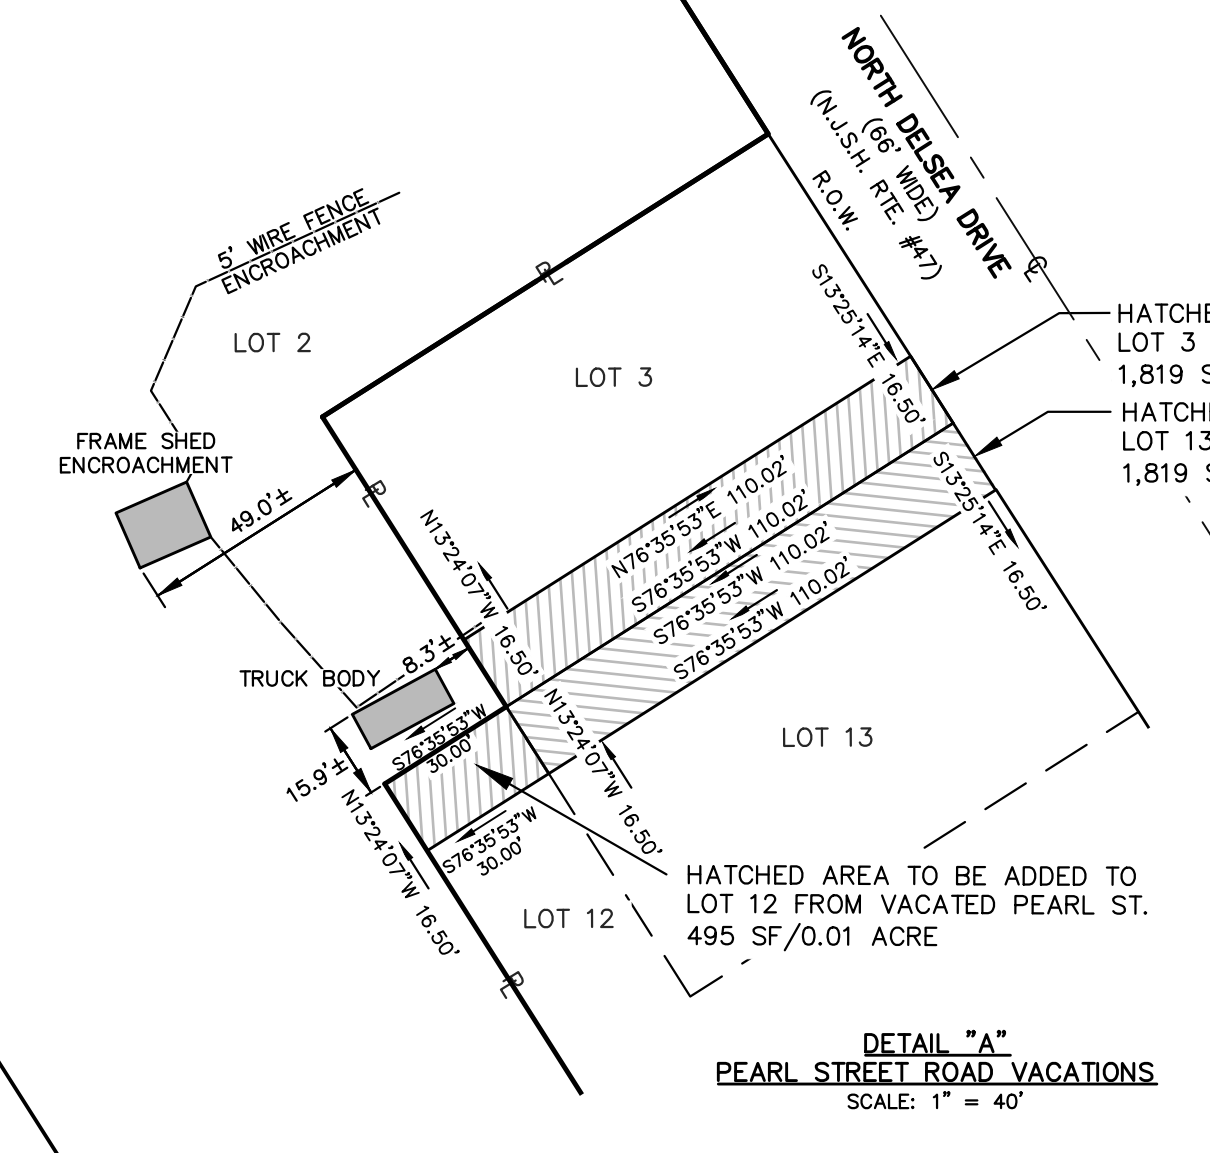 NORTH DELSEA DRIVE
(66' WIDE)
(N.J.S.H. RTE. #47)
R.O.W.
5' WIRE FENCE
ENCROACHMENT
LOT 2
LOT 3
S13°25'14"E 16.50'
HATCHE
LOT 3
1,819 S
HATCHE
LOT 13
1,819 S
FRAME SHED
ENCROACHMENT
49.0'±
N13°24'07"W 16.50'
N76°35'53"E 110.02'
S76°35'53"W 110.02'
S76°35'53"W 110.02'
S76°35'53"W 110.02'
S13°25'14"E 16.50'
8.3'±
TRUCK BODY
S76°35'53"W
30.00'
15.9'±
N13°24'07"W 16.50'
N13°24'07"W 16.50'
S76°35'53"W
30.00'
LOT 13
LOT 12
HATCHED AREA TO BE ADDED TO
LOT 12 FROM VACATED PEARL ST.
495 SF/0.01 ACRE
PL
PL
PL
CL
DETAIL "A"
PEARL STREET ROAD VACATIONS
SCALE: 1" = 40'